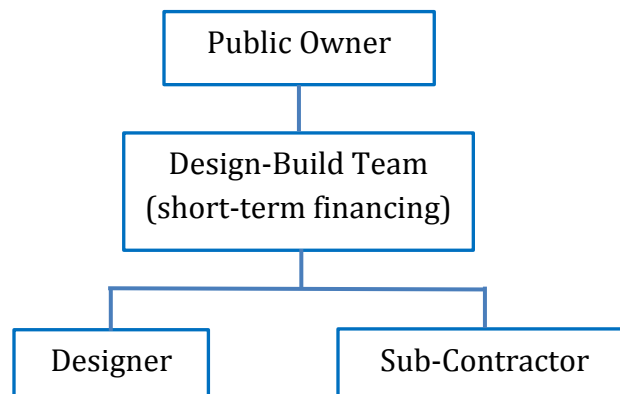 Public Owner
Design-Build Team
(short-term financing)
Designer
Sub-Contractor